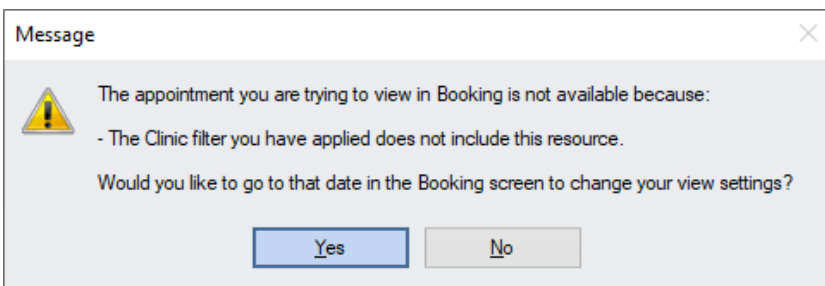 Message
The appointment you are trying to view in Booking is not available because:
- The Clinic filter you have applied does not include this resource.
Would you like to go to that date in the Booking screen to change your view settings?
Yes
No